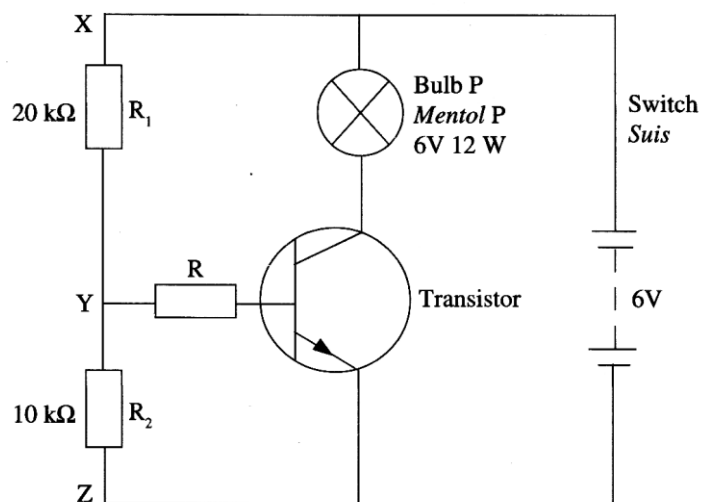 X
20 kΩ
R₁
Bulb P
Mentol P
6V 12 W
Switch
Suis
R
Y
Transistor
6V
10 kΩ
R₂
Z